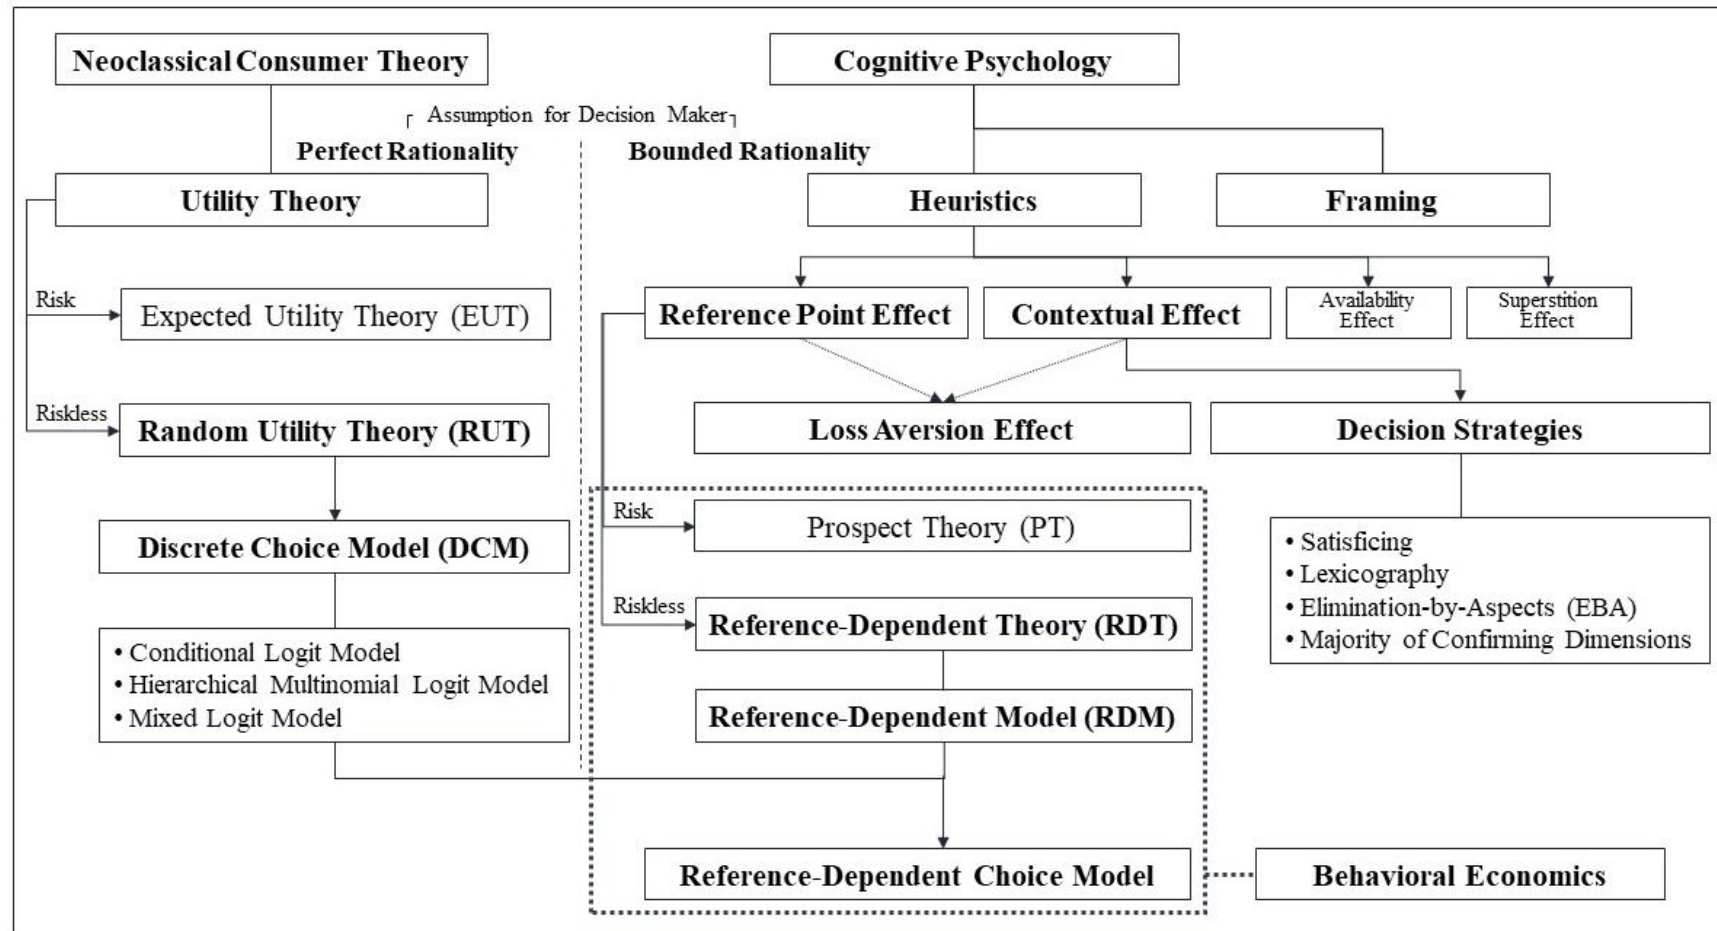 Neoclassical Consumer Theory
Cognitive Psychology
Assumption for Decision Maker
Perfect Rationality
Bounded Rationality
Utility Theory
Heuristics
Framing
Risk
Expected Utility Theory (EUT)
Reference Point Effect
Contextual Effect
Availability
Effect
Superstition
Effect
Riskless
Random Utility Theory (RUT)
Loss Aversion Effect
Decision Strategies
Discrete Choice Model (DCM)
Risk
Prospect Theory (PT)
• Satisficing
• Lexicography
• Elimination-by-Aspects (EBA)
• Majority of Confirming Dimensions
Riskless
Reference-Dependent Theory (RDT)
• Conditional Logit Model
• Hierarchical Multinomial Logit Model
• Mixed Logit Model
Reference-Dependent Model (RDM)
Reference-Dependent Choice Model
Behavioral Economics